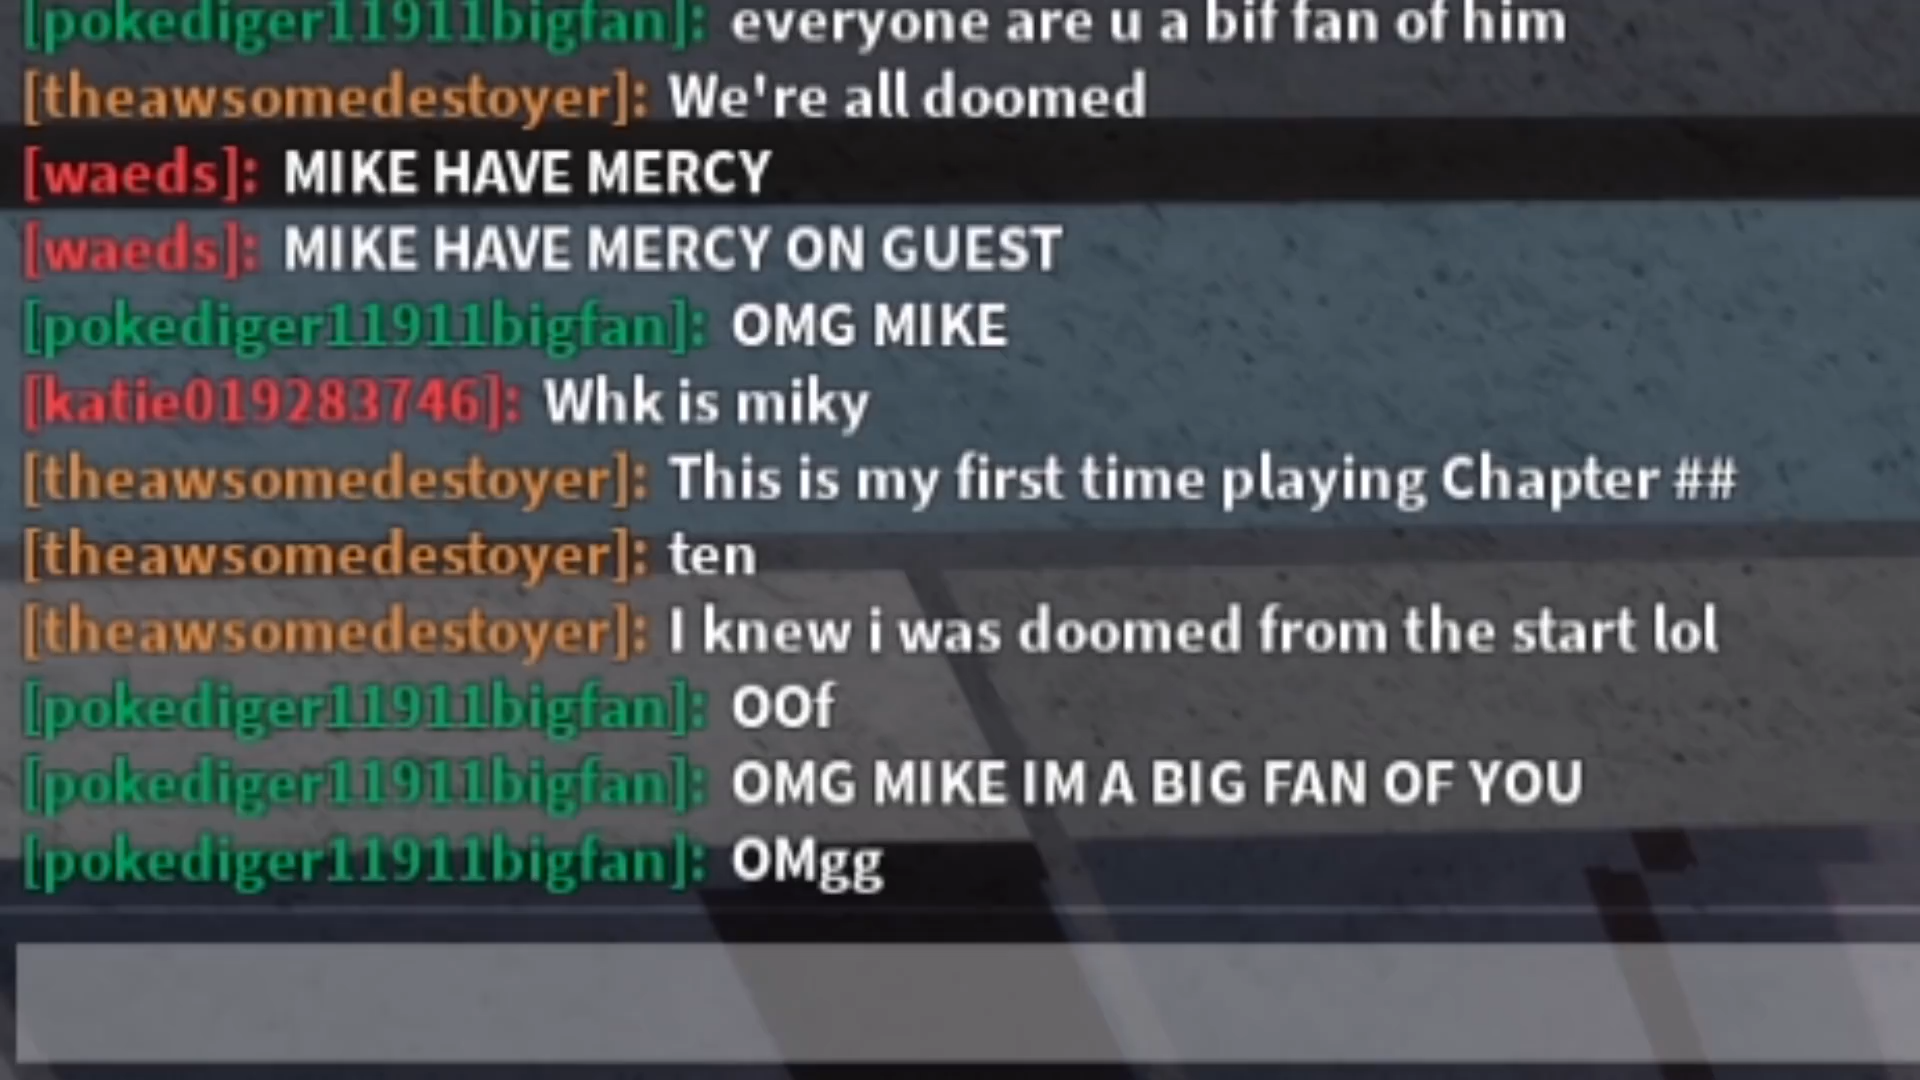 [pokediger11911bigfan]: everyone are u a bif fan of him
[theawsomedestoyer]: We're all doomed
[waeds]: MIKE HAVE MERCY
[waeds]: MIKE HAVE MERCY ON GUEST
[pokediger11911bigfan]: OMG MIKE
[katie019283746]: Whk is miky
[theawsomedestoyer]: This is my first time playing Chapter ##
[theawsomedestoyer]: ten
[theawsomedestoyer]: I knew i was doomed from the start lol
[pokediger11911bigfan]: OOf
[pokediger11911bigfan]: OMG MIKE IM A BIG FAN OF YOU
[pokediger11911bigfan]: OMgg